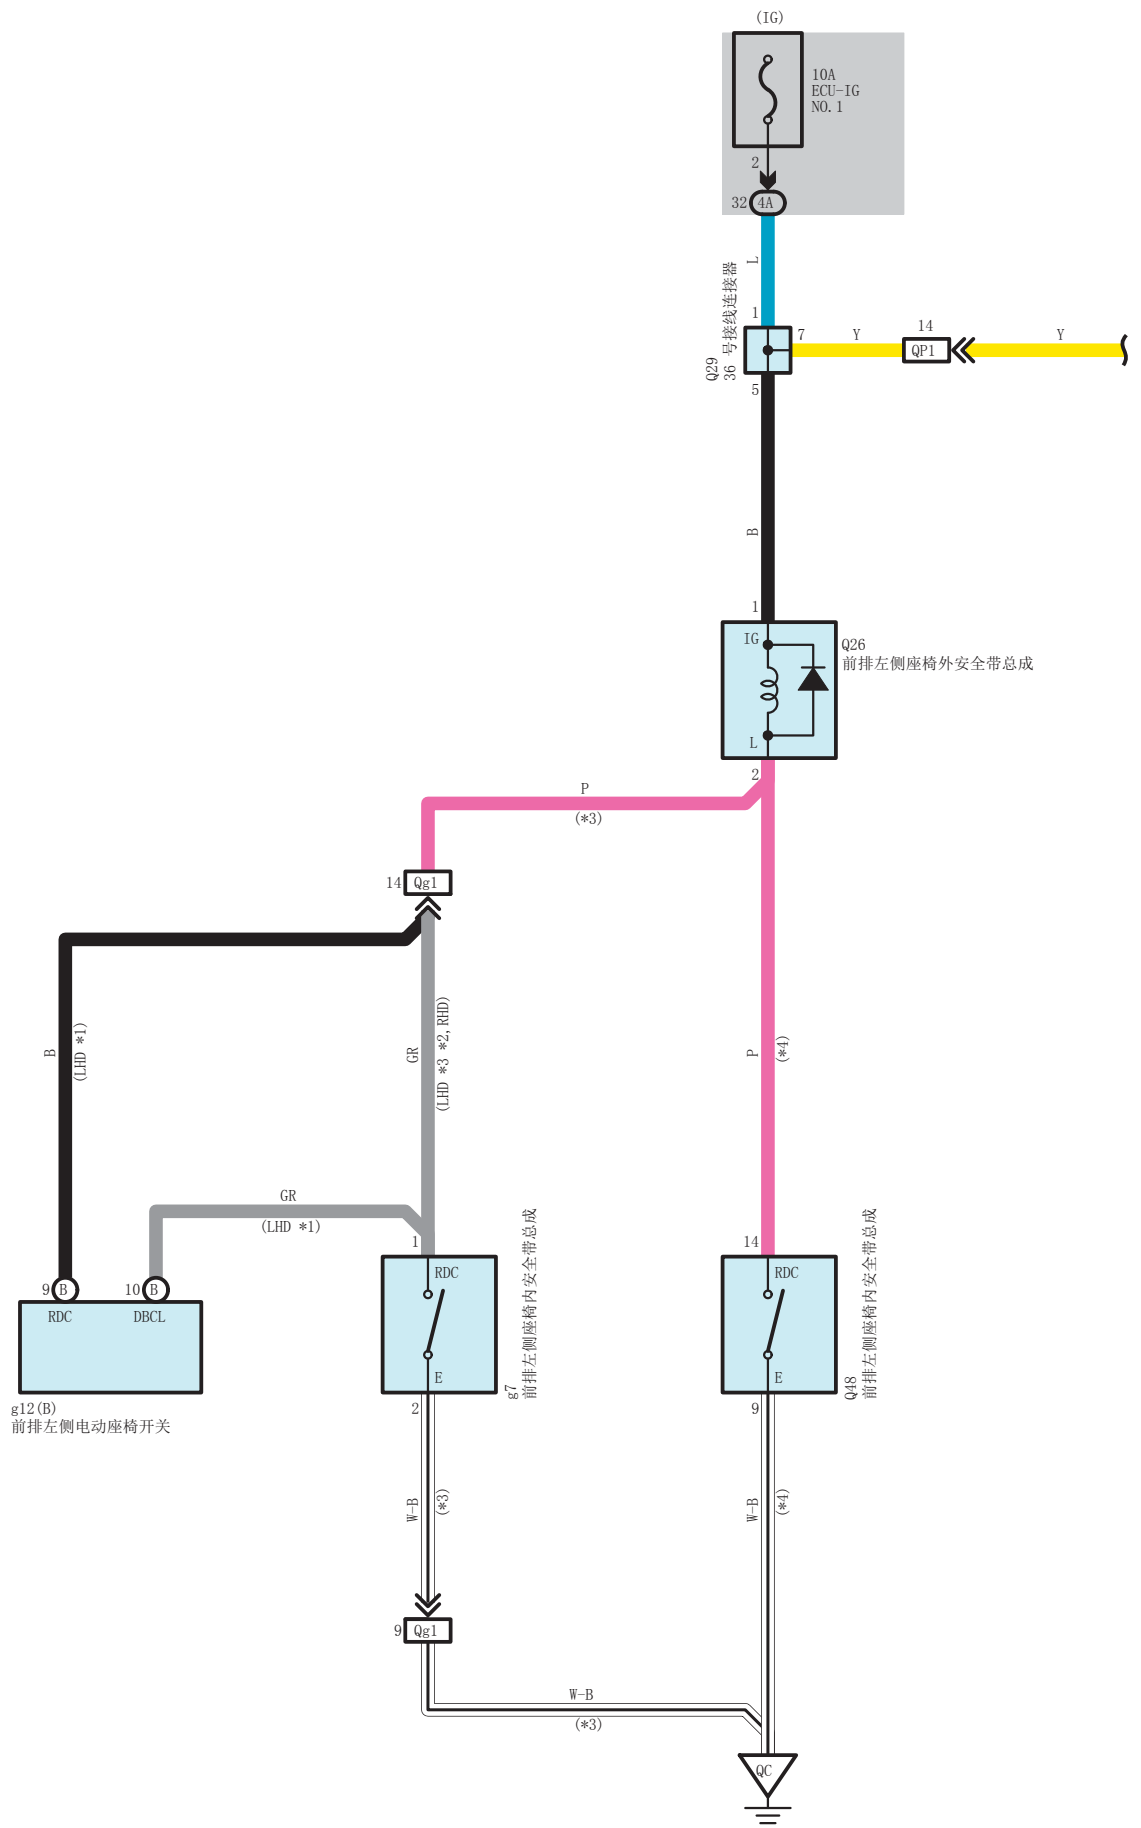 (IG)
10A
ECU-IG
NO.1
2
32
4A
L
Q29
36 号接线连接器
1
7
Y
14
QP1
Y
5
B
1
IG
Q26
前排左侧座椅外安全带总成
L
2
P
(*3)
14
Qg1
B
(LHD *1)
GR
(LHD *3 *2,RHD)
P
(*4)
GR
(LHD *1)
1
14
9
B
10
B
RDC
DBCL
RDC
E
g7
前排左侧座椅内安全带总成
RDC
E
Q48
前排左侧座椅内安全带总成
g12(B)
前排左侧电动座椅开关
2
9
W-B
(*3)
W-B
(*4)
9
Qg1
W-B
(*3)
QC